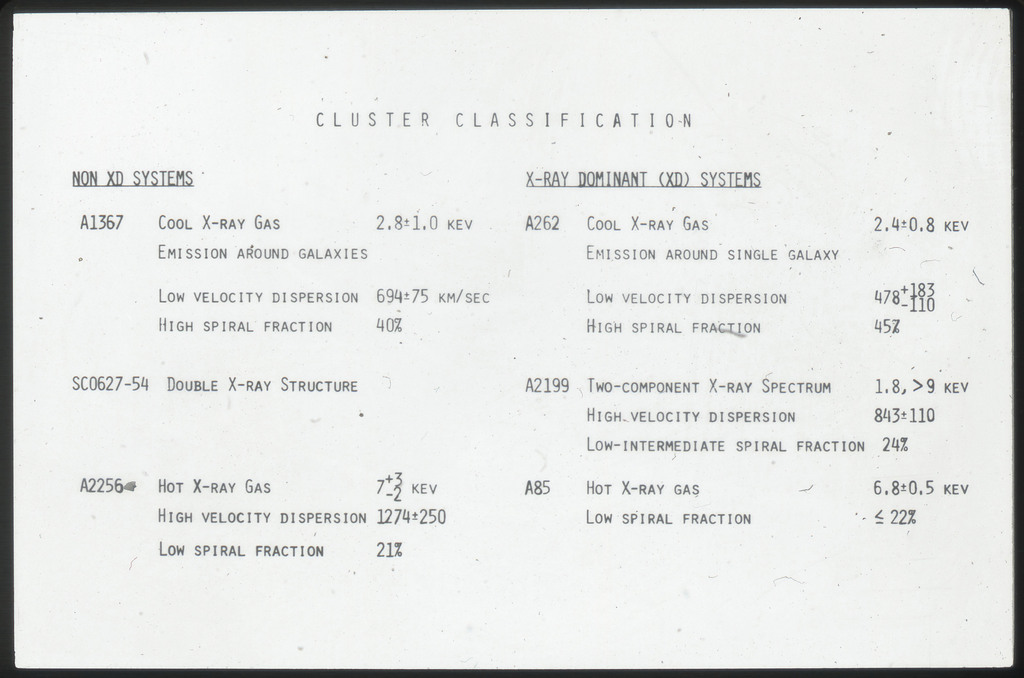 CLUSTER CLASSIFICATION
NON XD SYSTEMS
A1367 COOL X-RAY GAS 2.8±1.0 KEV
EMISSION AROUND GALAXIES
LOW VELOCITY DISPERSION 694±75 KM/SEC
HIGH SPIRAL FRACTION 40%
SC0627-54 DOUBLE X-RAY STRUCTURE
A2256 HOT X-RAY GAS 7+3-2 KEV
HIGH VELOCITY DISPERSION 1274±250
LOW SPIRAL FRACTION 21%
X-RAY DOMINANT (XD) SYSTEMS
A262 COOL X-RAY GAS 2.4±0.8 KEV
EMISSION AROUND SINGLE GALAXY
LOW VELOCITY DISPERSION 478+183-110
HIGH SPIRAL FRACTION 45%
A2199 TWO-COMPONENT X-RAY SPECTRUM 1.8, >9 KEV
HIGH VELOCITY DISPERSION 843±110
LOW-INTERMEDIATE SPIRAL FRACTION 24%
A85 HOT X-RAY GAS 6.8±0.5 KEV
LOW SPIRAL FRACTION ≤ 22%